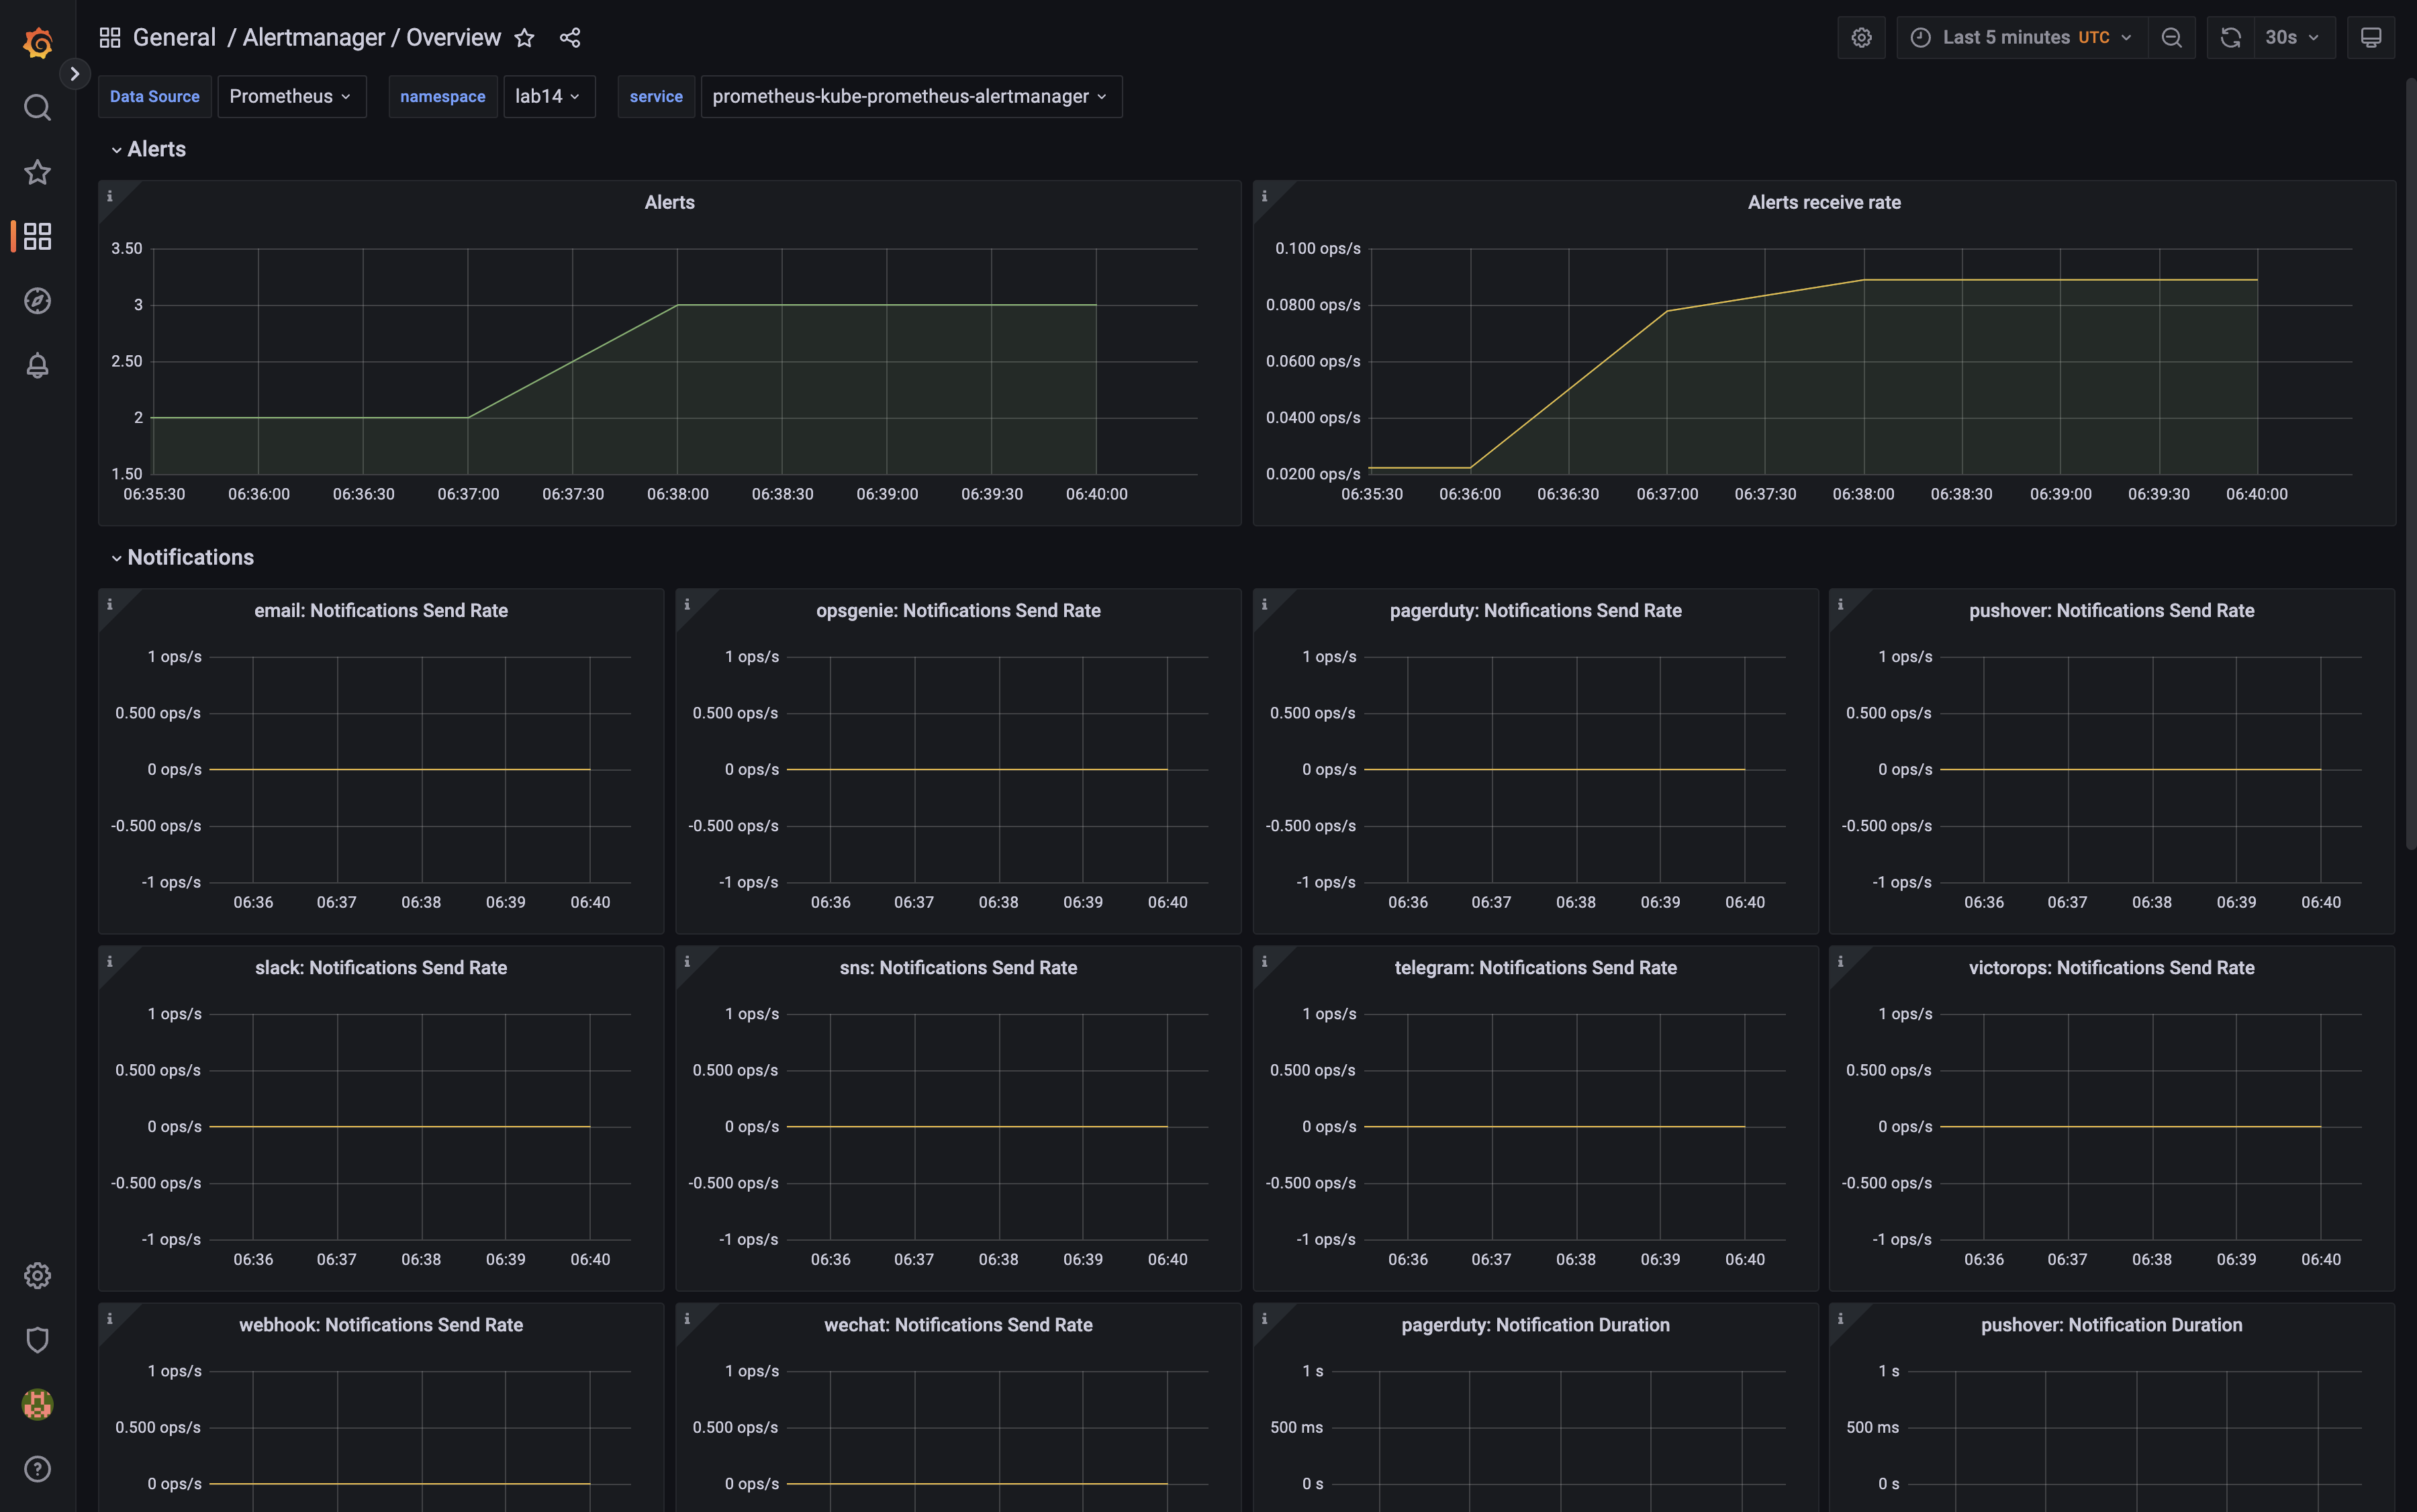 General / Alertmanager / Overview
Last 5 minutes UTC
30s
Data Source Prometheus namespace lab14 service prometheus-kube-prometheus-alertmanager
Alerts
Alerts
3.50
3
2.50
2
1.50
06:35:30 06:36:00 06:36:30 06:37:00 06:37:30 06:38:00 06:38:30 06:39:00 06:39:30 06:40:00
Alerts receive rate
0.100 ops/s
0.0800 ops/s
0.0600 ops/s
0.0400 ops/s
0.0200 ops/s
06:35:30 06:36:00 06:36:30 06:37:00 06:37:30 06:38:00 06:38:30 06:39:00 06:39:30 06:40:00
Notifications
email: Notifications Send Rate
1 ops/s
0.500 ops/s
0 ops/s
-0.500 ops/s
-1 ops/s
06:36 06:37 06:38 06:39 06:40
opsgenie: Notifications Send Rate
1 ops/s
0.500 ops/s
0 ops/s
-0.500 ops/s
-1 ops/s
06:36 06:37 06:38 06:39 06:40
pagerduty: Notifications Send Rate
1 ops/s
0.500 ops/s
0 ops/s
-0.500 ops/s
-1 ops/s
06:36 06:37 06:38 06:39 06:40
pushover: Notifications Send Rate
1 ops/s
0.500 ops/s
0 ops/s
-0.500 ops/s
-1 ops/s
06:36 06:37 06:38 06:39 06:40
slack: Notifications Send Rate
1 ops/s
0.500 ops/s
0 ops/s
-0.500 ops/s
-1 ops/s
06:36 06:37 06:38 06:39 06:40
sns: Notifications Send Rate
1 ops/s
0.500 ops/s
0 ops/s
-0.500 ops/s
-1 ops/s
06:36 06:37 06:38 06:39 06:40
telegram: Notifications Send Rate
1 ops/s
0.500 ops/s
0 ops/s
-0.500 ops/s
-1 ops/s
06:36 06:37 06:38 06:39 06:40
victorops: Notifications Send Rate
1 ops/s
0.500 ops/s
0 ops/s
-0.500 ops/s
-1 ops/s
06:36 06:37 06:38 06:39 06:40
webhook: Notifications Send Rate
1 ops/s
0.500 ops/s
0 ops/s
wechat: Notifications Send Rate
1 ops/s
0.500 ops/s
0 ops/s
pagerduty: Notification Duration
1 s
500 ms
0 s
pushover: Notification Duration
1 s
500 ms
0 s